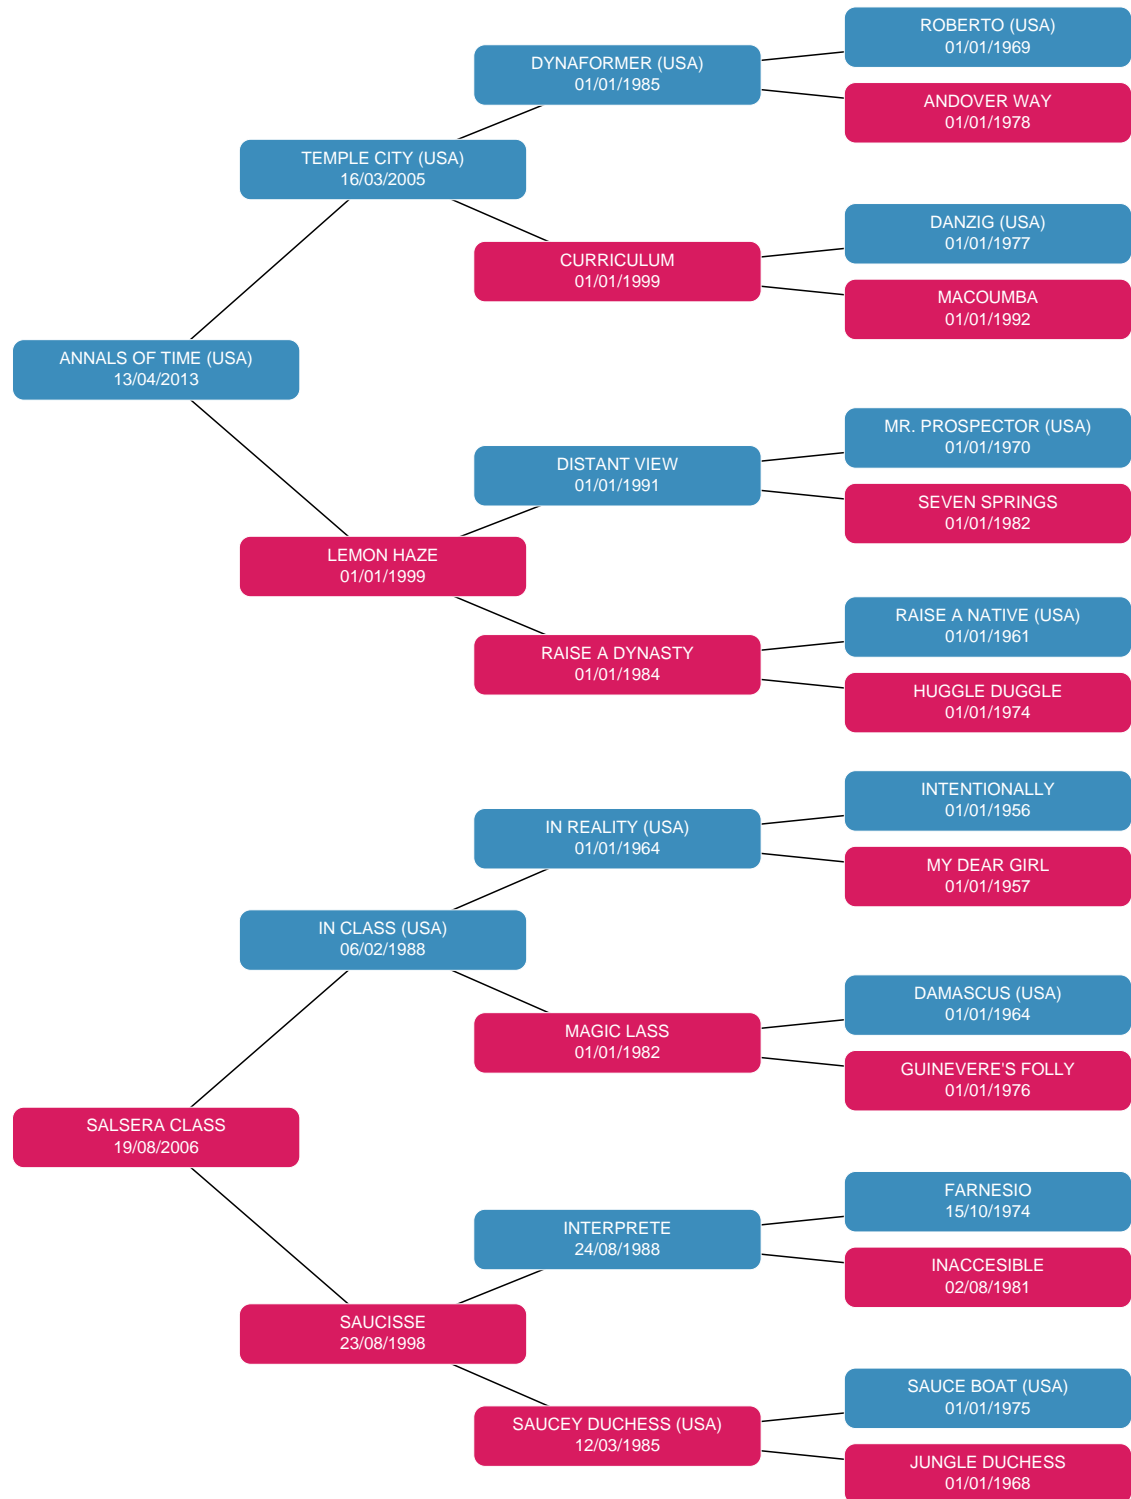 ROBERTO (USA)
01/01/1969
DYNAFORMER (USA)
01/01/1985
ANDOVER WAY
01/01/1978
TEMPLE CITY (USA)
16/03/2005
DANZIG (USA)
01/01/1977
CURRICULUM
01/01/1999
MACOUMBA
01/01/1992
ANNALS OF TIME (USA)
13/04/2013
MR. PROSPECTOR (USA)
01/01/1970
DISTANT VIEW
01/01/1991
SEVEN SPRINGS
01/01/1982
LEMON HAZE
01/01/1999
RAISE A NATIVE (USA)
01/01/1961
RAISE A DYNASTY
01/01/1984
HUGGLE DUGGLE
01/01/1974
INTENTIONALLY
01/01/1956
IN REALITY (USA)
01/01/1964
MY DEAR GIRL
01/01/1957
IN CLASS (USA)
06/02/1988
DAMASCUS (USA)
01/01/1964
MAGIC LASS
01/01/1982
GUINEVERE'S FOLLY
01/01/1976
SALSERA CLASS
19/08/2006
FARNESIO
15/10/1974
INTERPRETE
24/08/1988
INACCESIBLE
02/08/1981
SAUCISSE
23/08/1998
SAUCE BOAT (USA)
01/01/1975
SAUCEY DUCHESS (USA)
12/03/1985
JUNGLE DUCHESS
01/01/1968